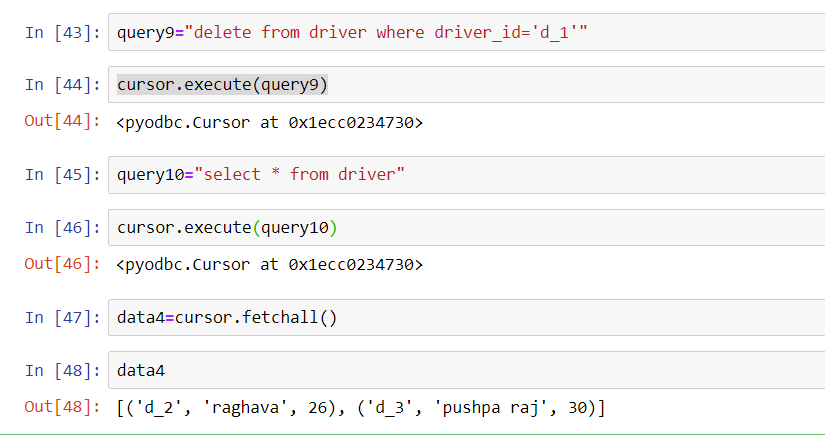 In [43]: query9="delete from driver where driver_id='d_1'"
In [44]: cursor.execute(query9)
Out[44]: <pyodbc.Cursor at 0x1ecc0234730>
In [45]: query10="select * from driver"
In [46]: cursor.execute(query10)
Out[46]: <pyodbc.Cursor at 0x1ecc0234730>
In [47]: data4=cursor.fetchall()
In [48]: data4
Out[48]: [('d_2', 'raghava', 26), ('d_3', 'pushpa raj', 30)]